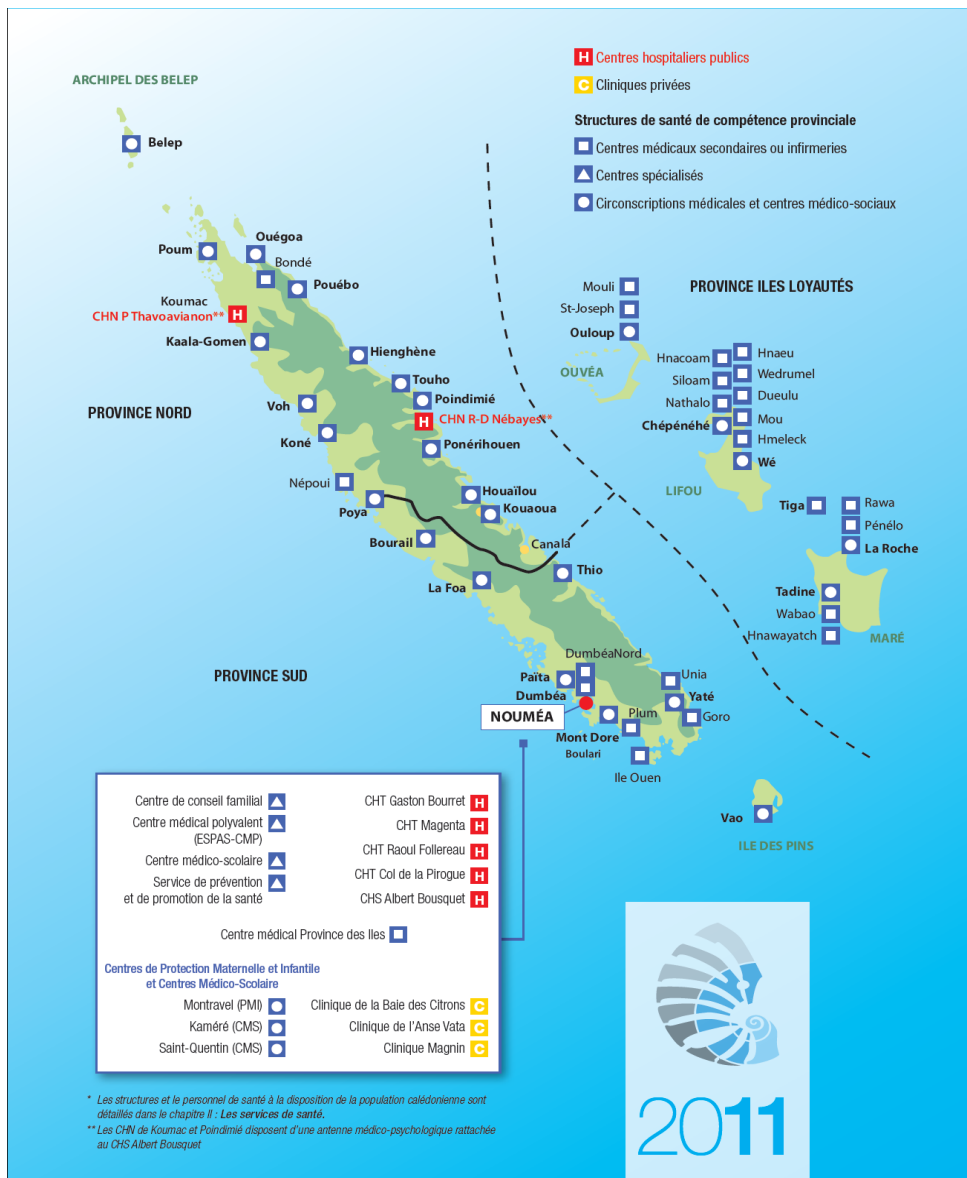 H Centres hospitaliers publics
C Cliniques privées
Structures de santé de compétence provinciale
Centres médicaux secondaires ou infirmeries
Centres spécialisés
Circonscriptions médicales et centres médico-sociaux
ARCHIPEL DES BELEP
Belep
Poum
Ouégoa
Bondé
Pouébo
Koumac
CHN P Thavoavianon** H
Kaala-Gomen
Hienghène
Touho
Poindimié
H CHN R-D Nébayes**
Ponérihouen
PROVINCE NORD
Voh
Koné
Népoui
Poya
Houaïlou
Kouaoua
Bourail
Canala
La Foa
Thio
PROVINCE ILES LOYAUTÉS
Mouli
St-Joseph
Ouloup
OUVÉA
Hnacoam
Hnaeu
Siloam
Wedrumel
Nathalo
Dueulu
Chépénéhé
Mou
Hmeleck
Wé
LIFOU
Tiga
Rawa
Pénélo
La Roche
Tadine
Wabao
Hnawayatch
MARÉ
PROVINCE SUD
DumbéaNord
Païta
Dumbéa
NOUMÉA
Unia
Yaté
Goro
Plum
Mont Dore
Boulari
Ile Ouen
Vao
ILE DES PINS
Centre de conseil familial
Centre médical polyvalent
(ESPAS-CMP)
Centre médico-scolaire
Service de prévention
et de promotion de la santé
CHT Gaston Bourret H
CHT Magenta H
CHT Raoul Follereau H
CHT Col de la Pirogue H
CHS Albert Bousquet H
Centre médical Province des Iles
Centres de Protection Maternelle et Infantile
et Centres Médico-Scolaire
Montravel (PMI)
Kaméré (CMS)
Saint-Quentin (CMS)
Clinique de la Baie des Citrons C
Clinique de l'Anse Vata C
Clinique Magnin C
* Les structures et le personnel de santé à la disposition de la population calédonienne sont
détaillés dans le chapitre II : Les services de santé.
** Les CHN de Koumac et Poindimié disposent d'une antenne médico-psychologique rattachée
au CHS Albert Bousquet
2011